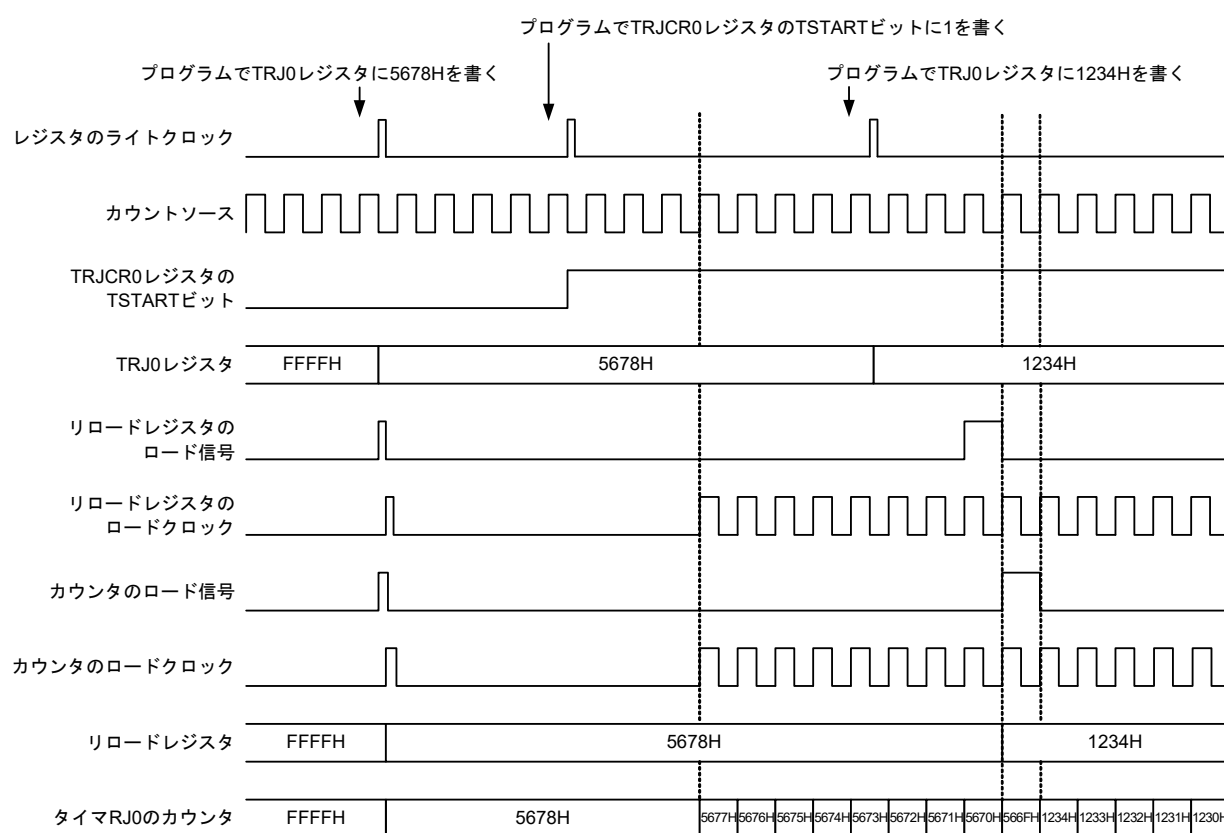 プログラムでTRJCR0レジスタのTSTARTビットに1を書く
プログラムでTRJ0レジスタに5678Hを書く
プログラムでTRJ0レジスタに1234Hを書く
レジスタのライトクロック
カウントソース
TRJCR0レジスタの
TSTARTビット
TRJ0レジスタ
FFFFH
5678H
1234H
リロードレジスタの
ロード信号
リロードレジスタの
ロードクロック
カウンタのロード信号
カウンタのロードクロック
リロードレジスタ
FFFFH
5678H
1234H
タイマRJ0のカウンタ
FFFFH
5678H
5677H
5676H
5675H
5674H
5673H
5672H
5671H
5670H
566FH
1234H
1233H
1232H
1231H
1230H